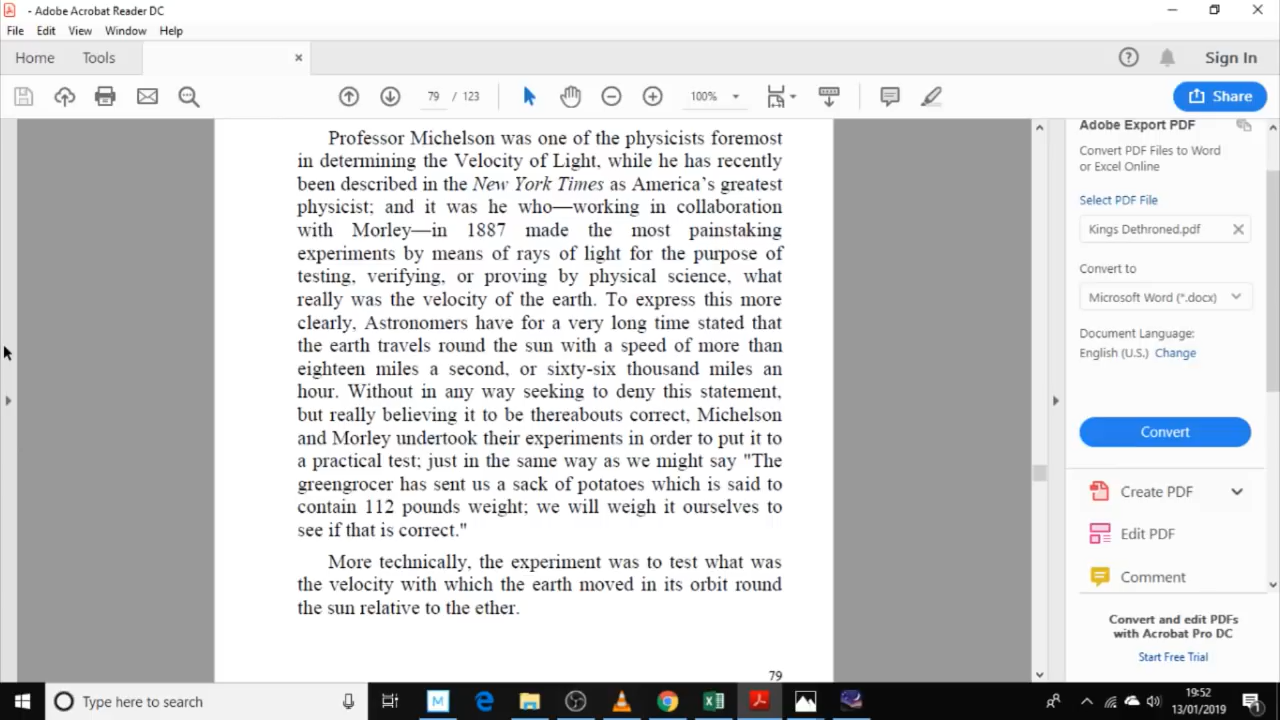 - Adobe Acrobat Reader DC
File Edit View Window Help
Home Tools
Sign In
79 / 123
100%
Share
Professor Michelson was one of the physicists foremost
in determining the Velocity of Light, while he has recently
been described in the New York Times as America's greatest
physicist; and it was he who—working in collaboration
with Morley—in 1887 made the most painstaking
experiments by means of rays of light for the purpose of
testing, verifying, or proving by physical science, what
really was the velocity of the earth. To express this more
clearly, Astronomers have for a very long time stated that
the earth travels round the sun with a speed of more than
eighteen miles a second, or sixty-six thousand miles an
hour. Without in any way seeking to deny this statement,
but really believing it to be thereabouts correct, Michelson
and Morley undertook their experiments in order to put it to
a practical test; just in the same way as we might say "The
greengrocer has sent us a sack of potatoes which is said to
contain 112 pounds weight; we will weigh it ourselves to
see if that is correct."
More technically, the experiment was to test what was
the velocity with which the earth moved in its orbit round
the sun relative to the ether.
79
Adobe Export PDF
Convert PDF Files to Word
or Excel Online
Select PDF File
Kings Dethroned.pdf
Convert to
Microsoft Word (*.docx)
Document Language:
English (U.S.) Change
Convert
Create PDF
Edit PDF
Comment
Convert and edit PDFs
with Acrobat Pro DC
Start Free Trial
Type here to search
19:52
13/01/2019